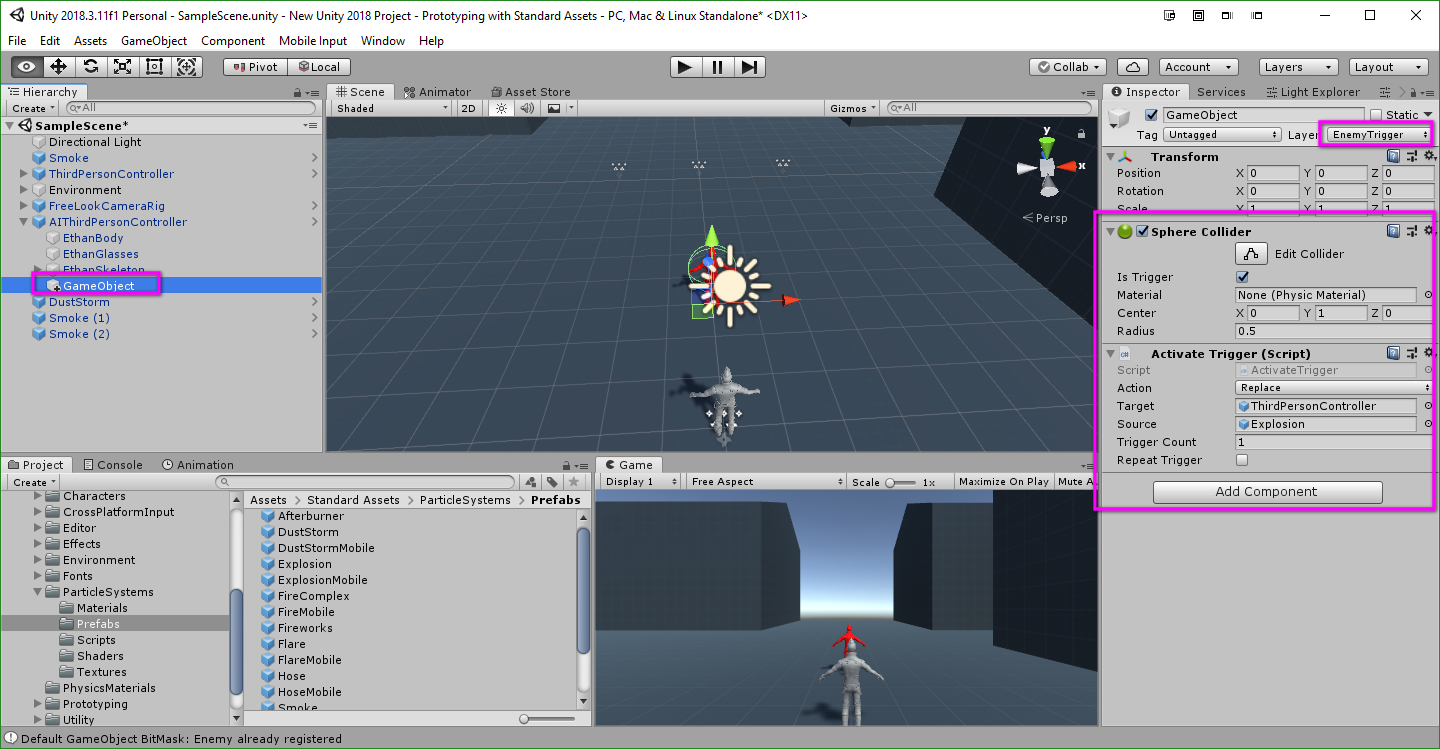 Unity 2018.3.11f1 Personal - SampleScene.unity - New Unity 2018 Project - Prototyping with Standard Assets - PC, Mac & Linux Standalone* <DX11>
File Edit Assets GameObject Component Mobile Input Window Help
Pivot Local Collab Account Layers Layout
Hierarchy
Create All
SampleScene*
Directional Light
Smoke
ThirdPersonController
Environment
FreeLookCameraRig
AIThirdPersonController
EthanBody
EthanGlasses
EthanSkeleton
GameObject
DustStorm
Smoke (1)
Smoke (2)
Scene Animator Asset Store
Shaded 2D Gizmos All
y
x
Persp
Inspector Services Light Explorer
GameObject Static
Tag Untagged Layer EnemyTrigger
Transform
Position X 0 Y 0 Z 0
Rotation X 0 Y 0 Z 0
Scale X 1 Y 1 Z 1
Sphere Collider
Edit Collider
Is Trigger
Material None (Physic Material)
Center X 0 Y 1 Z 0
Radius 0.5
Activate Trigger (Script)
Script ActivateTrigger
Action Replace
Target ThirdPersonController
Source Explosion
Trigger Count 1
Repeat Trigger
Add Component
Project Console Animation
Create
Characters
CrossPlatformInput
Editor
Effects
Environment
Fonts
ParticleSystems
Materials
Prefabs
Scripts
Shaders
Textures
PhysicsMaterials
Prototyping
Utility
Assets > Standard Assets > ParticleSystems > Prefabs
Afterburner
DustStorm
DustStormMobile
Explosion
ExplosionMobile
FireComplex
FireMobile
Fireworks
Flare
FlareMobile
Hose
HoseMobile
Smoke
Game
Display 1 Free Aspect Scale 1x Maximize On Play Mute A
Default GameObject BitMask: Enemy already registered